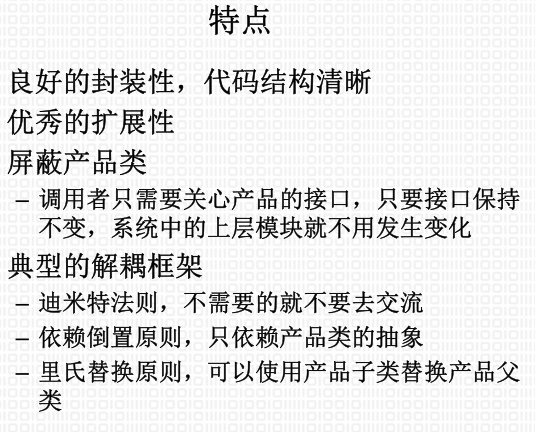 特点
良好的封装性，代码结构清晰
优秀的扩展性
屏蔽产品类
– 调用者只需要关心产品的接口，只要接口保持
不变，系统中的上层模块就不用发生变化
典型的解耦框架
– 迪米特法则，不需要的就不要去交流
– 依赖倒置原则，只依赖产品类的抽象
– 里氏替换原则，可以使用产品子类替换产品父
类